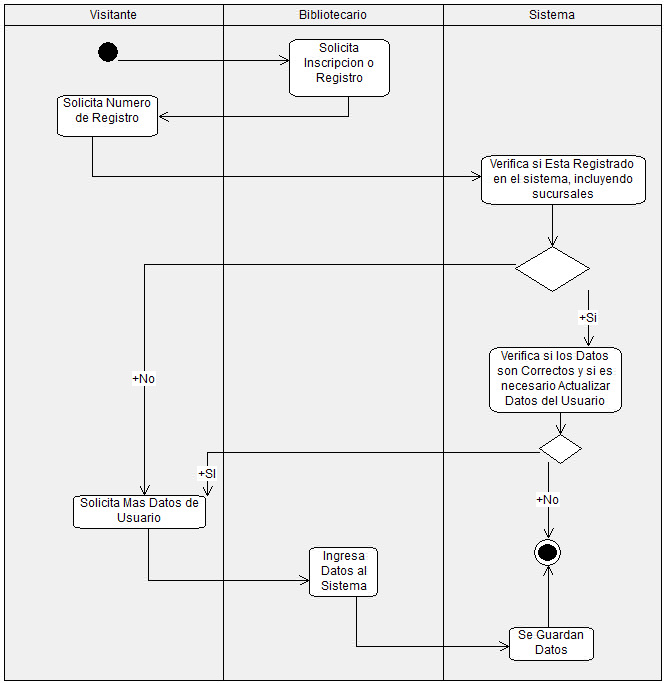 Visitante
Bibliotecario
Sistema
Solicita
Inscripcion o
Registro
Solicita Numero
de Registro
Verifica si Esta Registrado
en el sistema, incluyendo
sucursales
+Si
Verifica si los Datos
son Correctos y si es
necesario Actualizar
Datos del Usuario
+No
+SI
+No
Solicita Mas Datos de
Usuario
Ingresa
Datos al
Sistema
Se Guardan
Datos